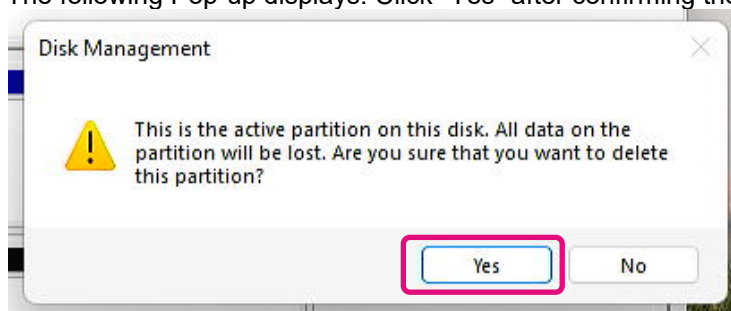 The following Pop-up displays. Click "Yes" after confirming the
Disk Management
This is the active partition on this disk. All data on the
partition will be lost. Are you sure that you want to delete
this partition?
Yes No